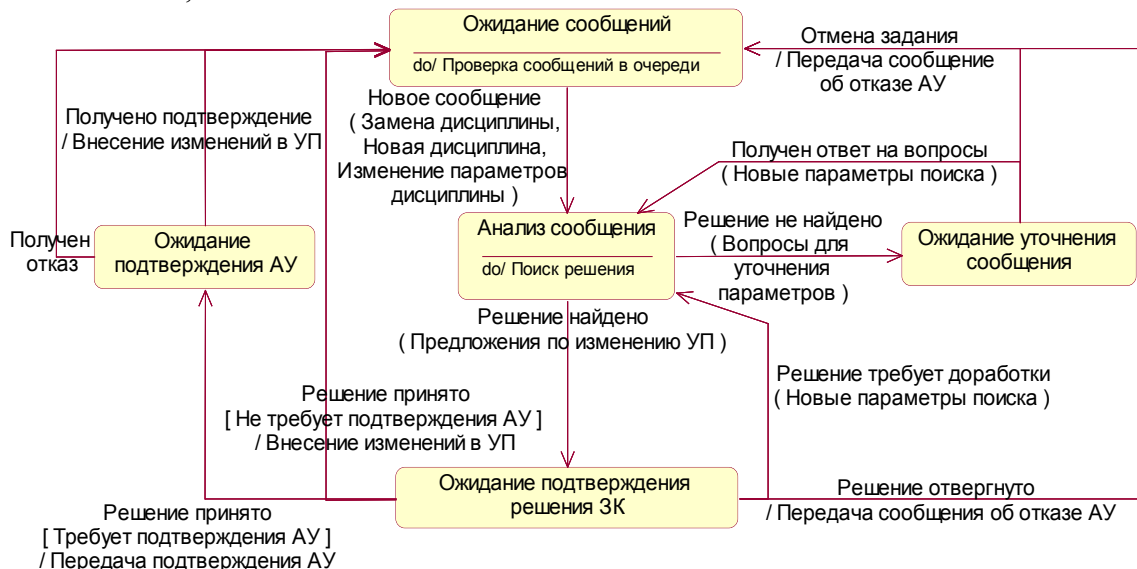 Ожидание сообщений
do/ Проверка сообщений в очереди
Отмена задания
/ Передача сообщение
об отказе АУ
Новое сообщение
( Замена дисциплины,
Новая дисциплина,
Изменение параметров
дисциплины )
Получено подтверждение
/ Внесение изменений в УП
Получен ответ на вопросы
( Новые параметры поиска )
Получен
отказ
Ожидание
подтверждения АУ
Анализ сообщения
do/ Поиск решения
Решение не найдено
( Вопросы для
уточнения
параметров )
Ожидание уточнения
сообщения
Решение найдено
( Предложения по изменению УП )
Решение требует доработки
( Новые параметры поиска )
Решение принято
[ Не требует подтверждения АУ ]
/ Внесение изменений в УП
Ожидание подтверждения
решения ЗК
Решение отвергнуто
/ Передача сообщения об отказе АУ
Решение принято
[ Требует подтверждения АУ ]
/ Передача подтверждения АУ